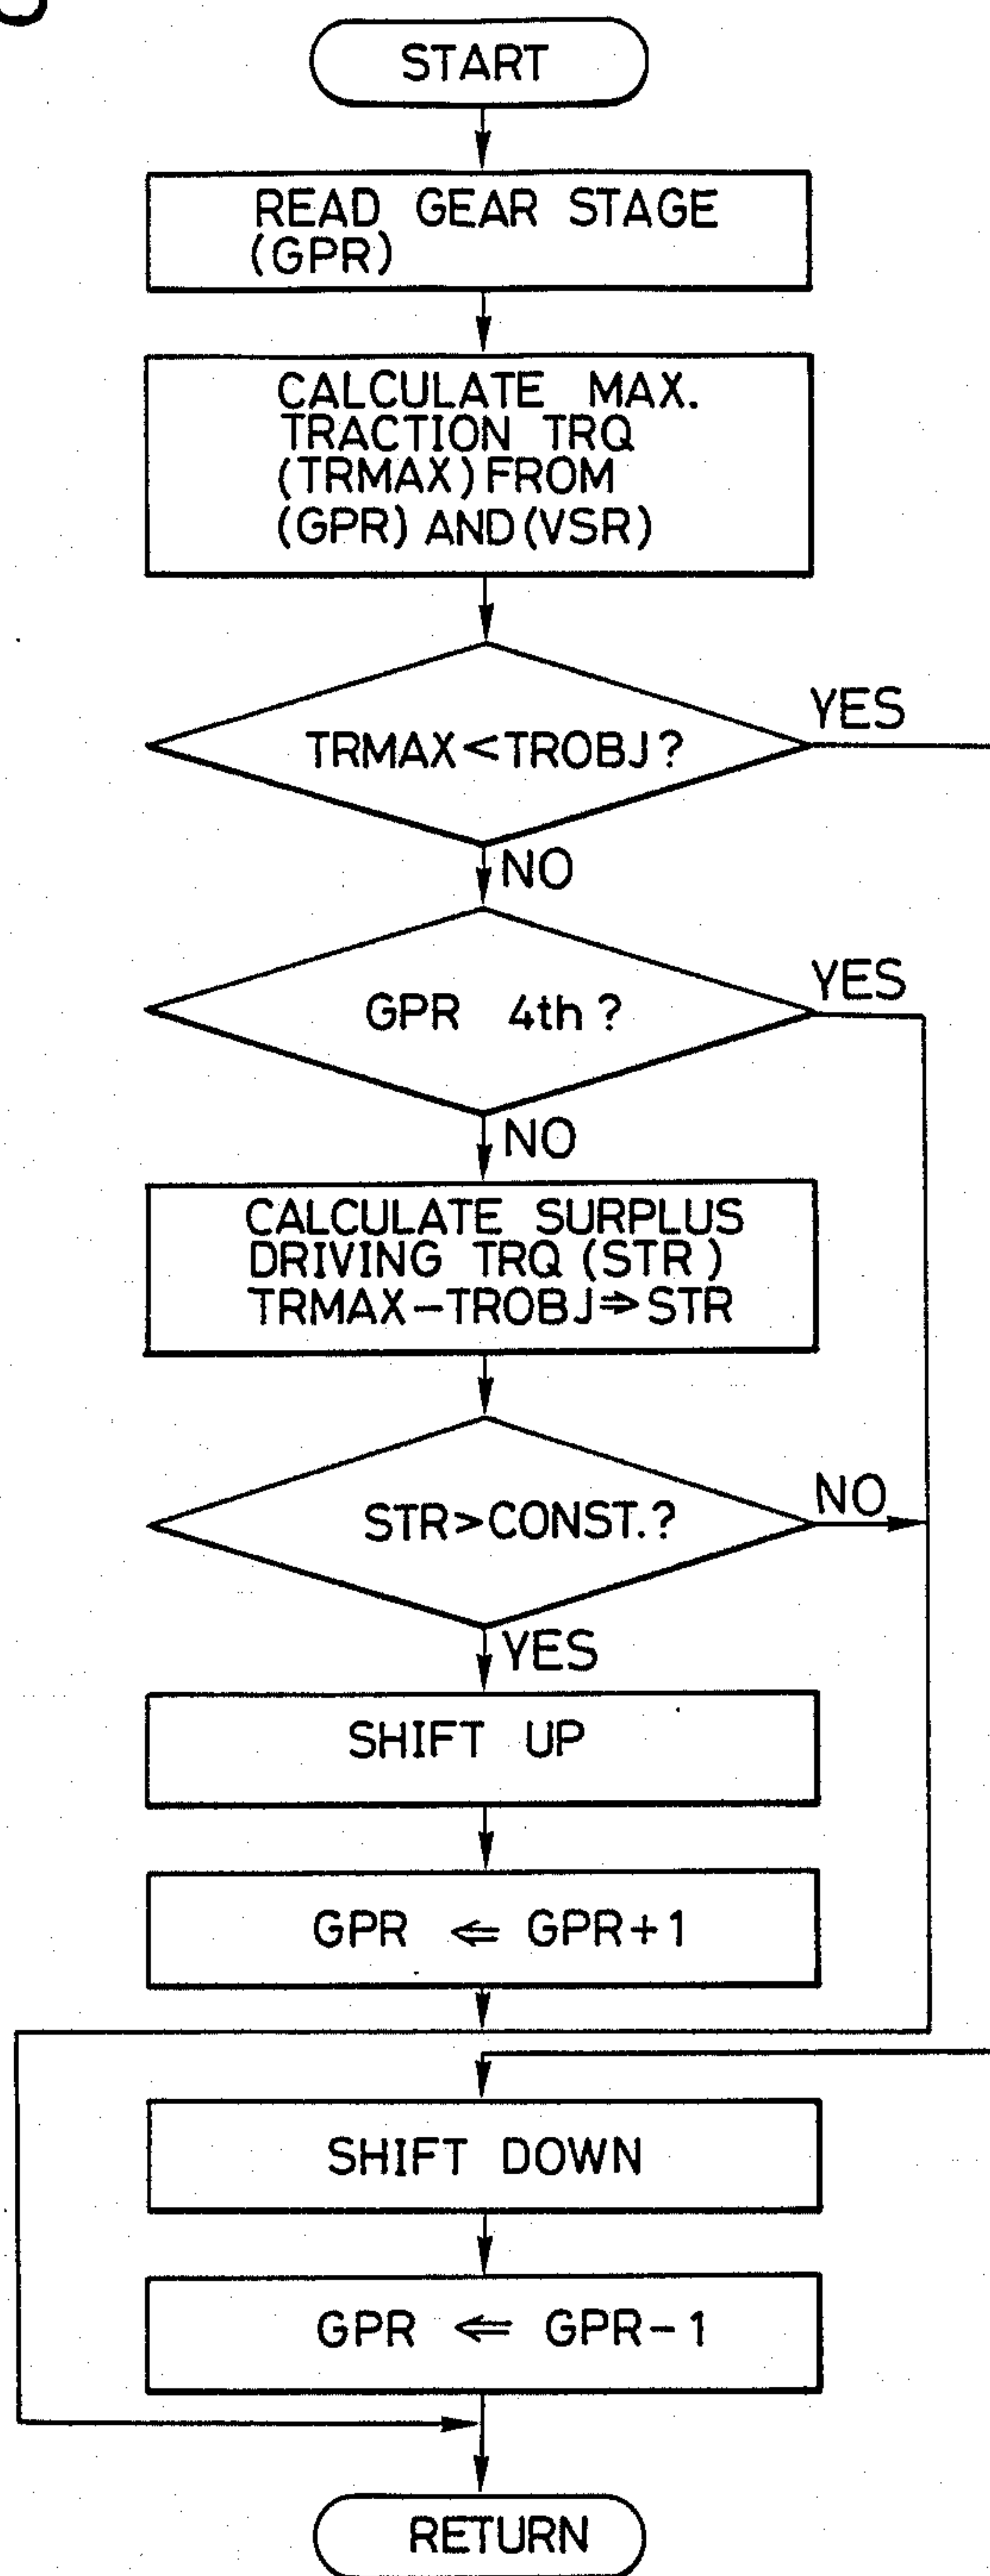 START
READ GEAR STAGE
(GPR)
CALCULATE MAX.
TRACTION TRQ
(TRMAX) FROM
(GPR) AND (VSR)
YES
TRMAX<TROBJ?
NO
YES
GPR 4th ?
NO
CALCULATE SURPLUS
DRIVING TRQ (STR)
TRMAX-TROBJ⇒STR
NO
STR>CONST.?
YES
SHIFT UP
GPR ⇐ GPR+1
SHIFT DOWN
GPR ⇐ GPR-1
RETURN